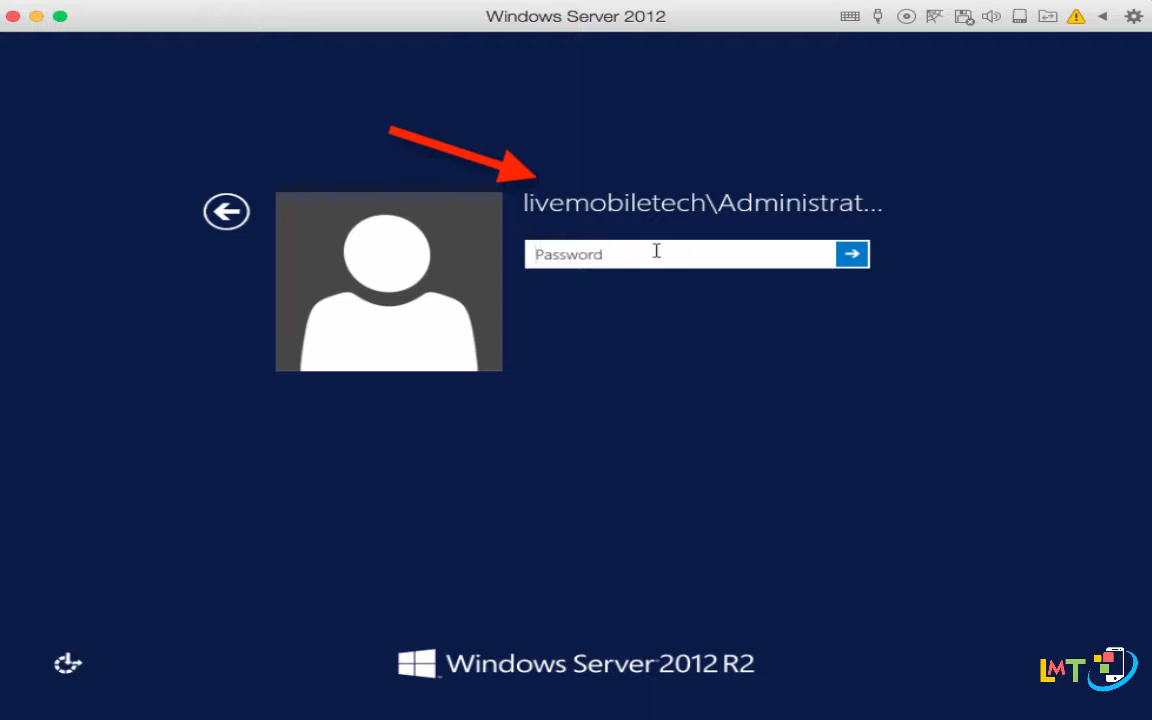 Windows Server 2012
livemobiletech\Administrat...
Password
Windows Server 2012 R2
LMT